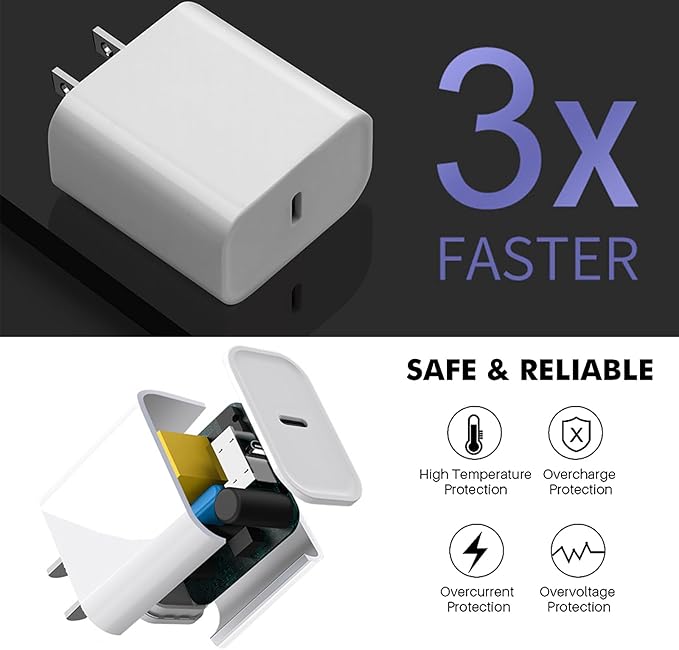 3x
FASTER
SAFE & RELIABLE
High Temperature
Protection
Overcharge
Protection
Overcurrent
Protection
Overvoltage
Protection